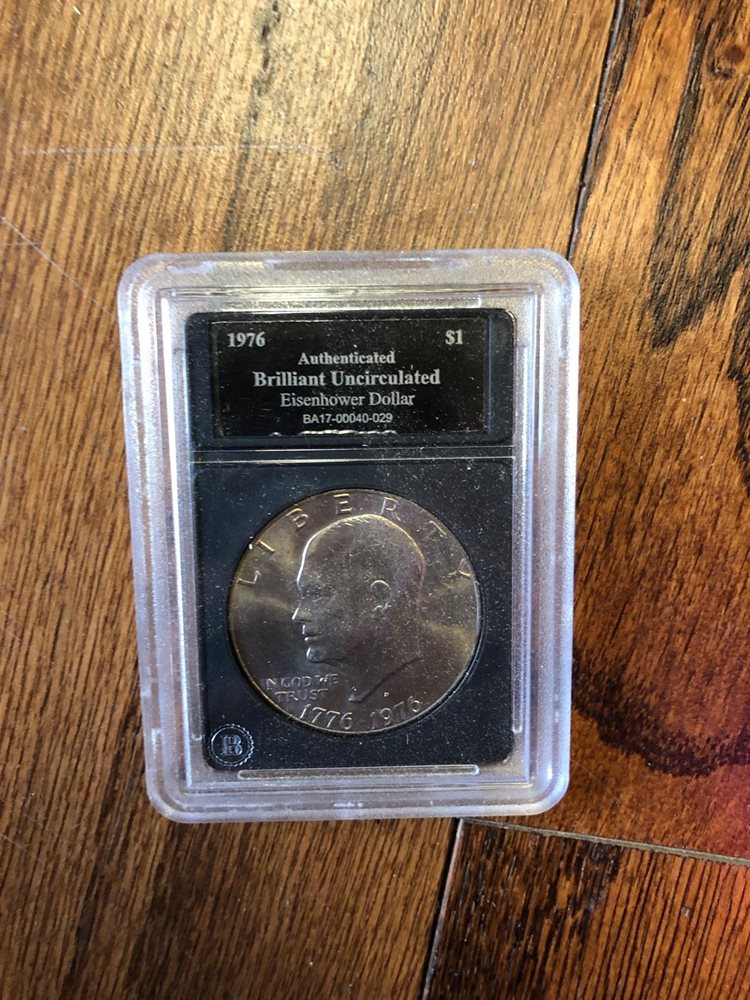 1976 $1
Authenticated
Brilliant Uncirculated
Eisenhower Dollar
BA17-00040-029
LIBERTY
IN GOD WE
TRUST
1776-1976
B